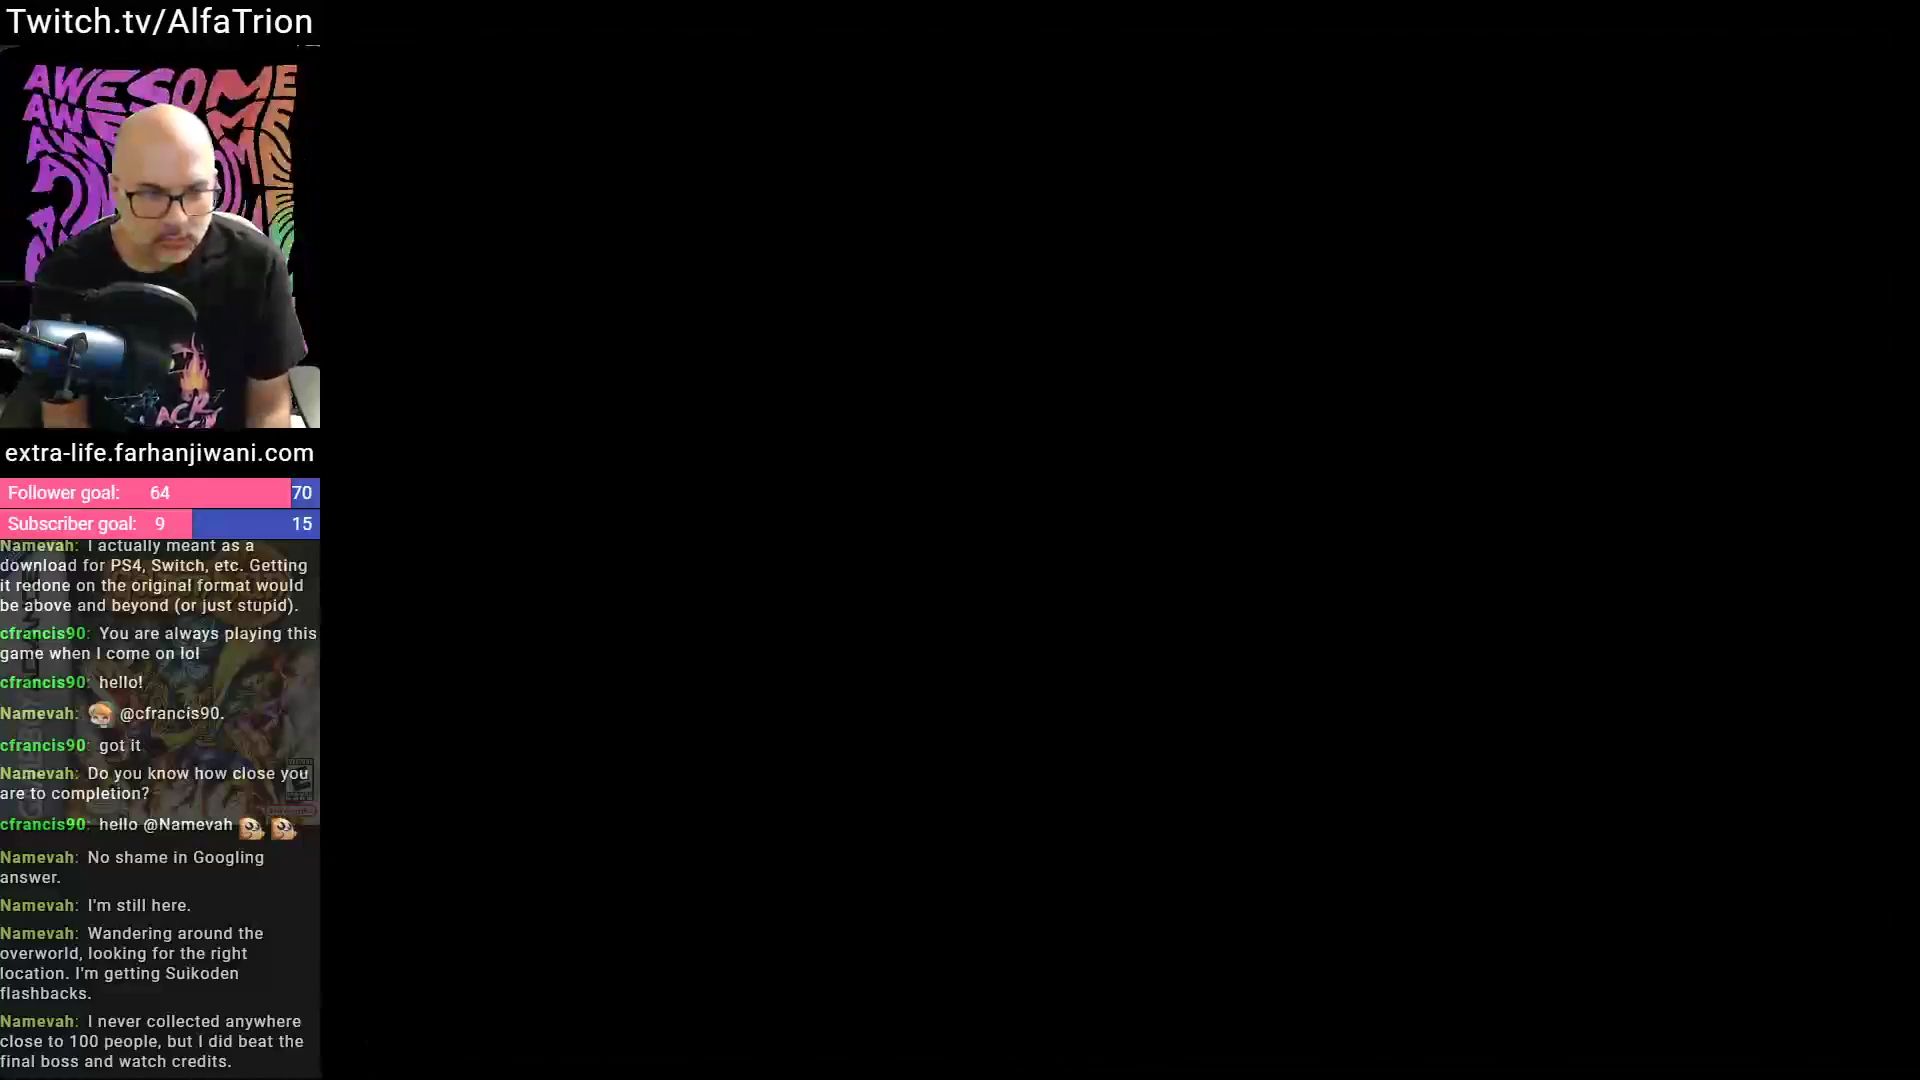 Twitch.tv/AlfaTrion
AWESOME
extra-life.farhanjiwani.com
Follower goal: 64 70
Subscriber goal: 9 15
Namevah: I actually meant as a
download for PS4, Switch, etc. Getting
it redone on the original format would
be above and beyond (or just stupid).
cfrancis90: You are always playing this
game when I come on lol
cfrancis90: hello!
Namevah: @cfrancis90.
cfrancis90: got it
Namevah: Do you know how close you
are to completion?
cfrancis90: hello @Namevah
Namevah: No shame in Googling
answer.
Namevah: I'm still here.
Namevah: Wandering around the
overworld, looking for the right
location. I'm getting Suikoden
flashbacks.
Namevah: I never collected anywhere
close to 100 people, but I did beat the
final boss and watch credits.